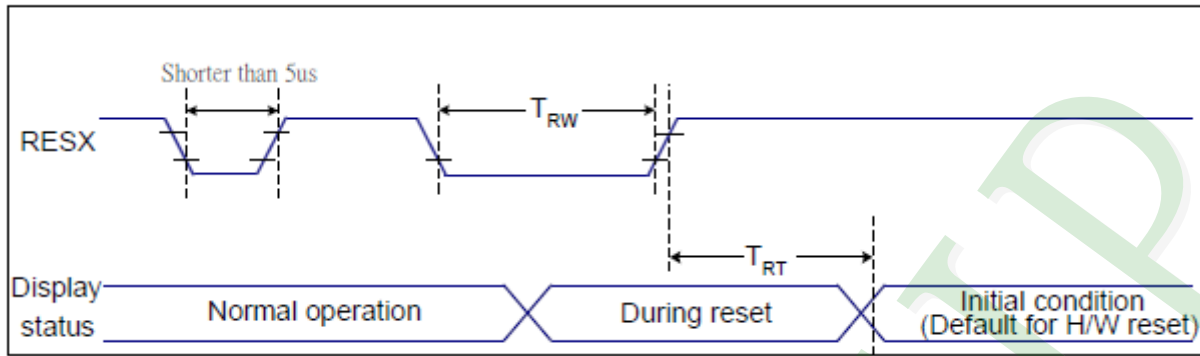 Shorter than 5us
RESX
TRW
TRT
Display
status
Normal operation
During reset
Initial condition
(Default for H/W reset)